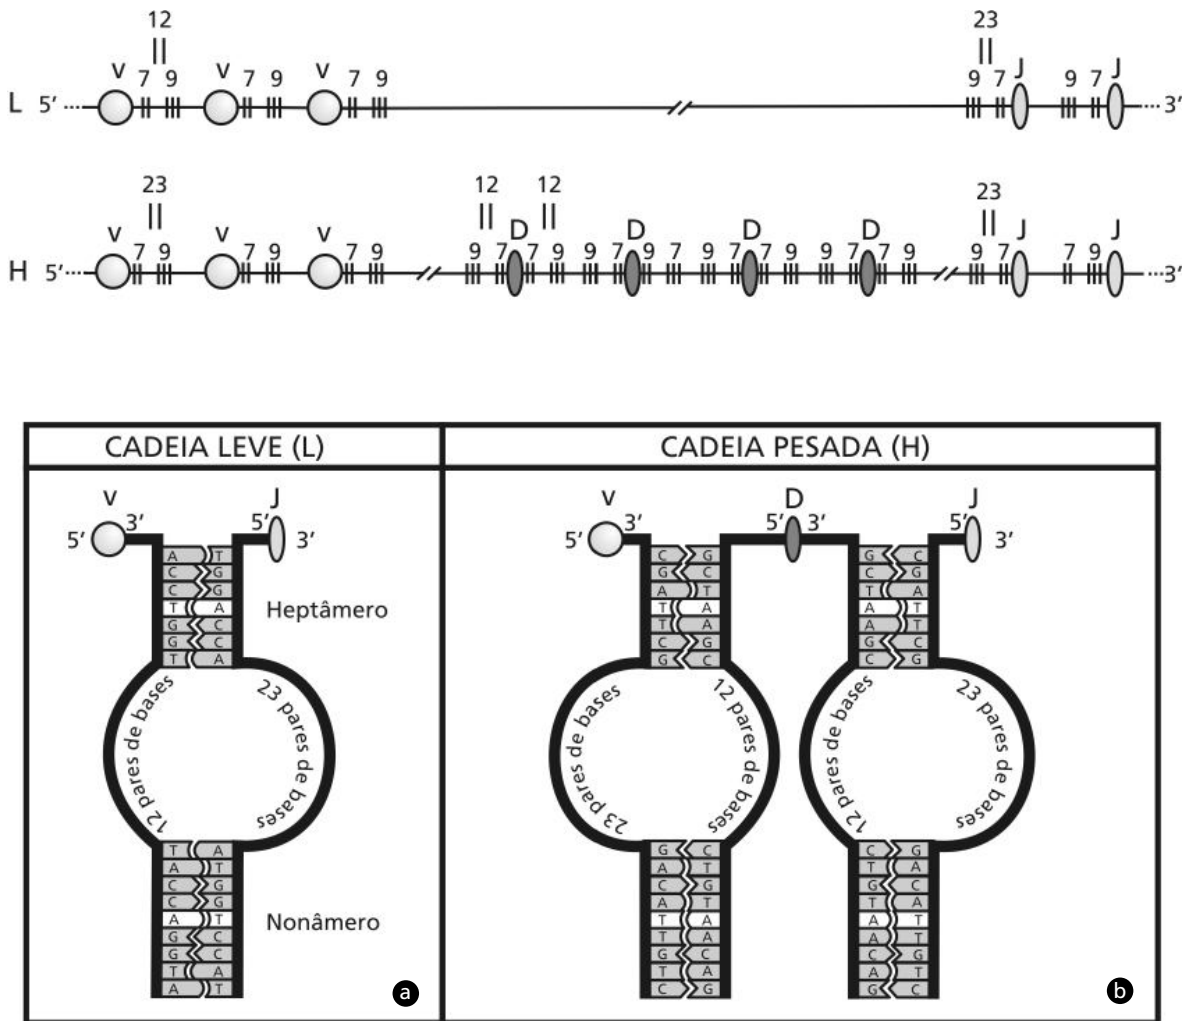 12 23
v 7 9 v 7 9 v 7 9 9 7 J 9 7 J
L 5′ 3′
23 12 12 23
v 7 9 v 7 9 v 7 9 9 7 D 7 9 9 7 D 9 7 9 7 D 7 9 9 7 D 7 9 9 7 J 7 9 J
H 5′ 3′
CADEIA LEVE (L) CADEIA PESADA (H)
v J v D J
5′ 3′ 5′ 3′ 5′ 3′ 5′ 3′ 5′ 3′
A T C G G C
C G G C C G
C G A T T A
T A Heptâmero T A A T
G C T A A T
G C C G G C
T A G C C G
12 pares de bases 23 pares de bases 23 pares de bases 12 pares de bases 12 pares de bases 23 pares de bases
T A G C C G
A T A T T A
C G C G G C
C G A T T A
A T Nonâmero T A A T
G C T A A T
G C G C C G
T A T A A T
A T C G G C
a b